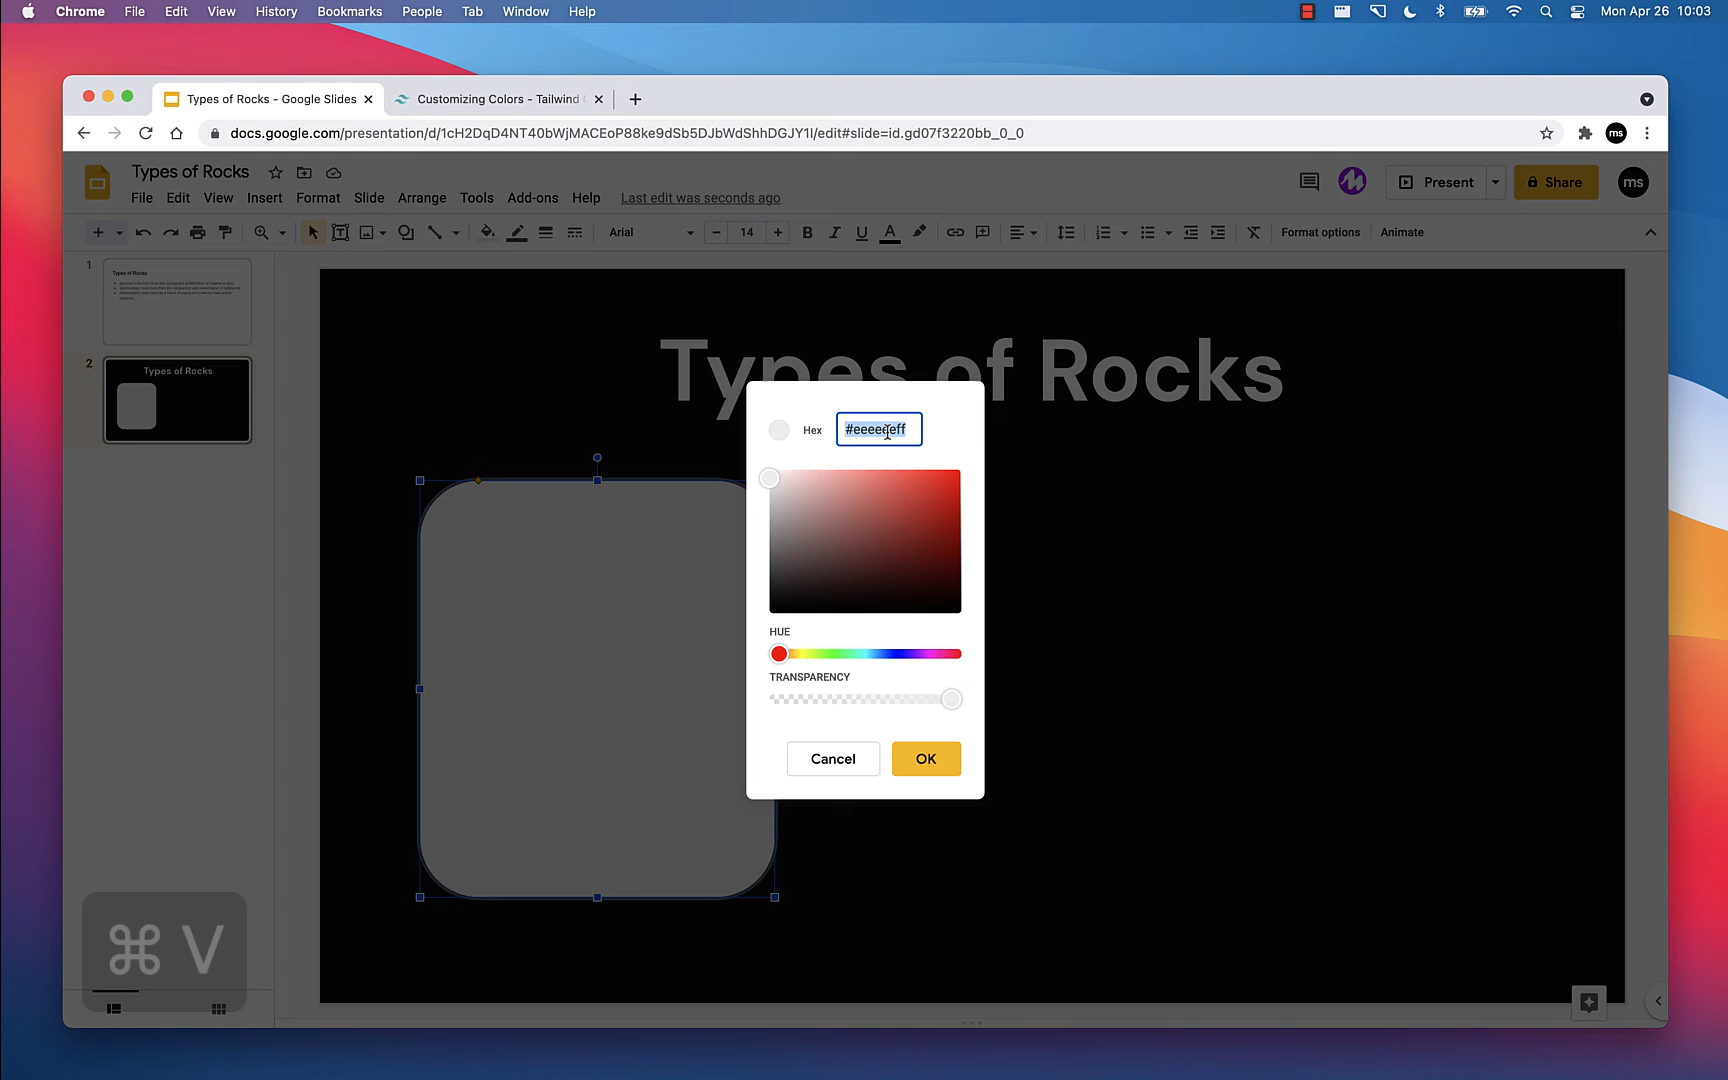 Chrome File Edit View History Bookmarks People Tab Window Help Mon Apr 26 10:03
Types of Rocks - Google Slides Customizing Colors - Tailwind
docs.google.com/presentation/d/1cH2DqD4NT40bWjMACEoP88ke9dSb5DJbWdShhDGJY1I/edit#slide=id.gd07f3220bb_0_0 ms
Types of Rocks
File Edit View Insert Format Slide Arrange Tools Add-ons Help Last edit was seconds ago
Present Share ms
Arial 14 B I U A Format options Animate
1
Types of Rocks
2
Types of Rocks
Types of Rocks
Hex #eeeeeeff
HUE
TRANSPARENCY
Cancel OK
⌘ V